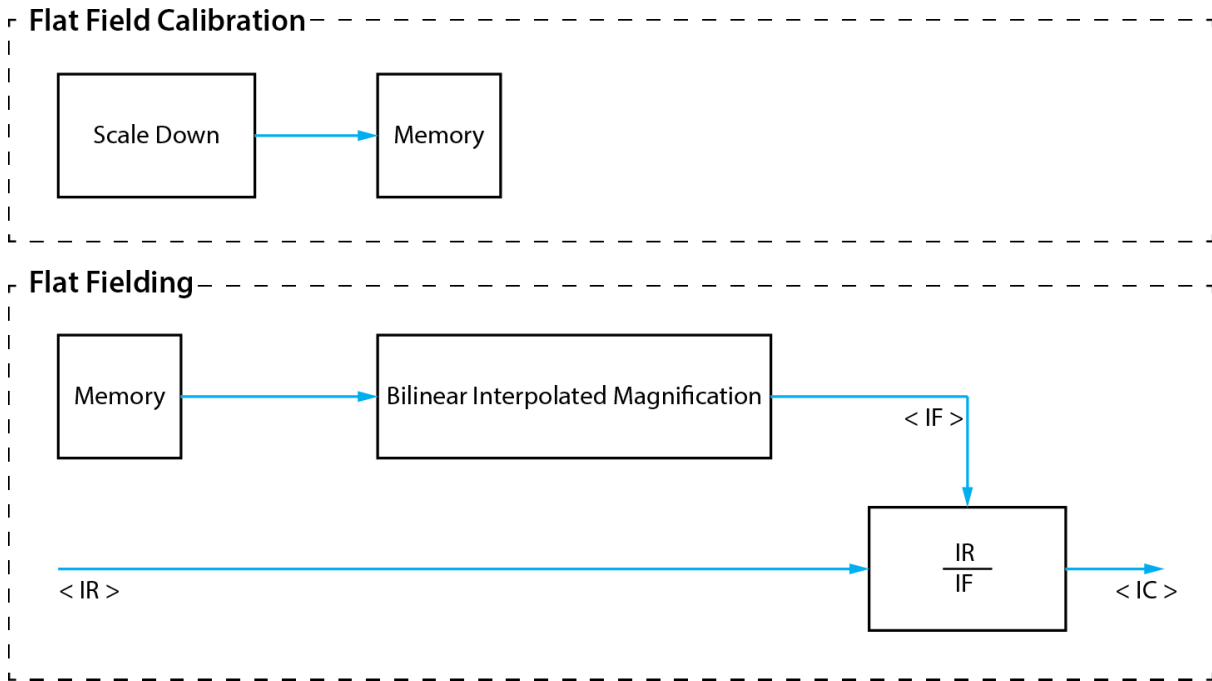 Flat Field Calibration
Scale Down
Memory
Flat Fielding
Memory
Bilinear Interpolated Magnification
< IF >
IR
IF
< IR >
< IC >